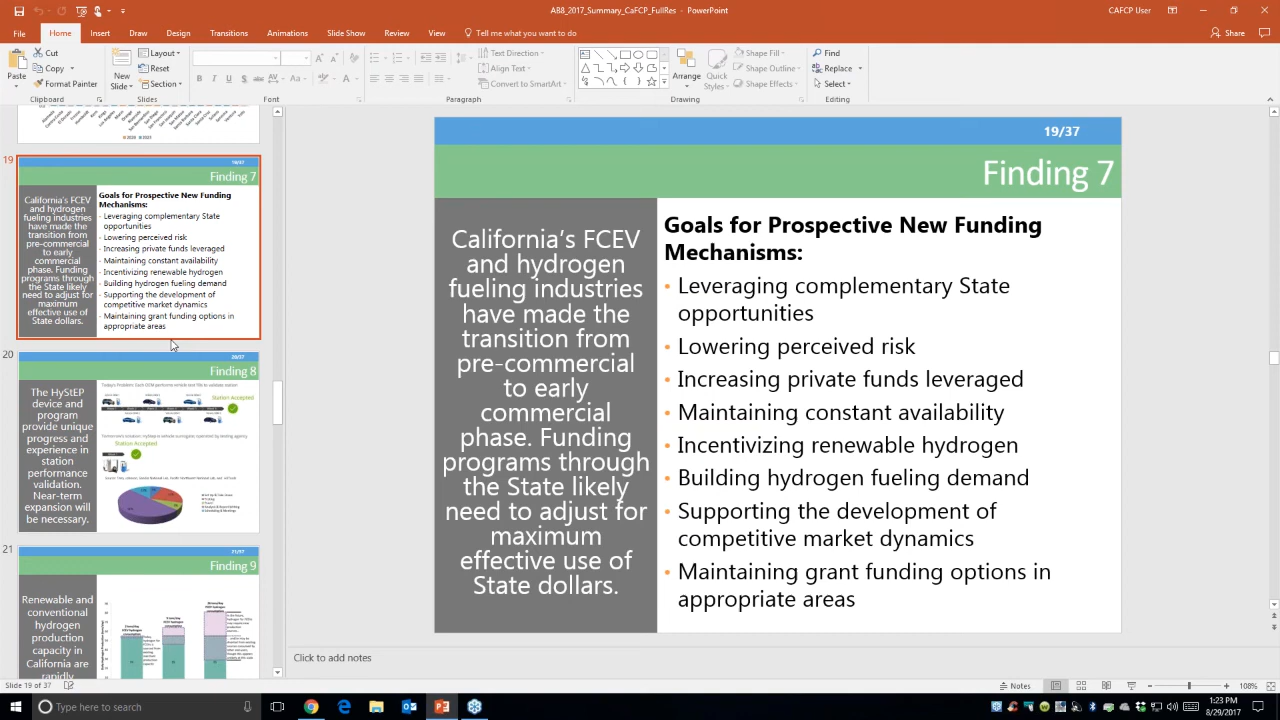 AB8_2017_Summary_CaFCP_FullRes - PowerPoint
CAFCP User
File Home Insert Draw Design Transitions Animations Slide Show Review View Tell me what you want to do
Share
Cut
Copy
Format Painter
Paste
Clipboard
New
Slide
Layout
Reset
Section
Slides
Font
Text Direction
Align Text
Convert to SmartArt
Paragraph
Arrange
Quick
Styles
Shape Fill
Shape Outline
Shape Effects
Drawing
Find
Replace
Select
Editing
19
19/37
Finding 7
California's FCEV
and hydrogen
fueling industries
have made the
transition from
pre-commercial
to early
commercial
phase. Funding
programs through
the State likely
need to adjust for
maximum
effective use of
State dollars.
Goals for Prospective New Funding
Mechanisms:
Leveraging complementary State
opportunities
Lowering perceived risk
Increasing private funds leveraged
Maintaining constant availability
Incentivizing renewable hydrogen
Building hydrogen fueling demand
Supporting the development of
competitive market dynamics
Maintaining grant funding options in
appropriate areas
20
20/37
Finding 8
The HyStEP
device and
program
provide unique
progress and
experience in
station
performance
validation.
Near-term
expansion will
be necessary.
Station Accepted
Station Accepted
21
21/37
Finding 9
Renewable and
conventional
hydrogen
production
capacity in
California are
rapidly
19/37
Finding 7
California's FCEV
and hydrogen
fueling industries
have made the
transition from
pre-commercial
to early
commercial
phase. Funding
programs through
the State likely
need to adjust for
maximum
effective use of
State dollars.
Goals for Prospective New Funding
Mechanisms:
• Leveraging complementary State
opportunities
• Lowering perceived risk
• Increasing private funds leveraged
• Maintaining constant availability
• Incentivizing renewable hydrogen
• Building hydrogen fueling demand
• Supporting the development of
competitive market dynamics
• Maintaining grant funding options in
appropriate areas
Click to add notes
Slide 19 of 37
Notes
108%
Type here to search
1:23 PM
8/29/2017